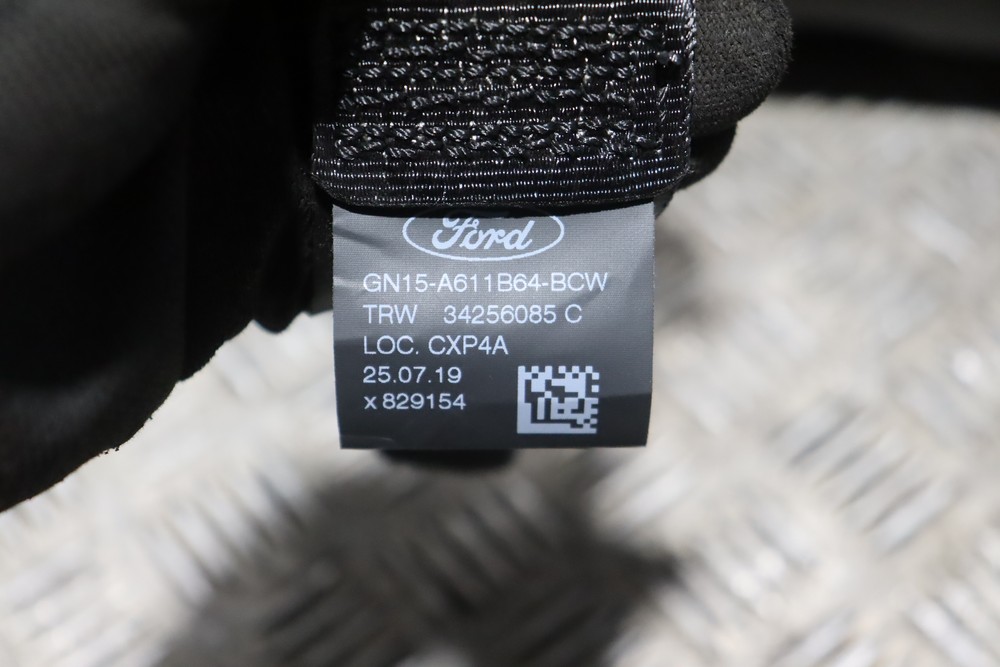 Ford
GN15-A611B64-BCW
TRW 34256085 C
LOC. CXP4A
25.07.19
x 829154